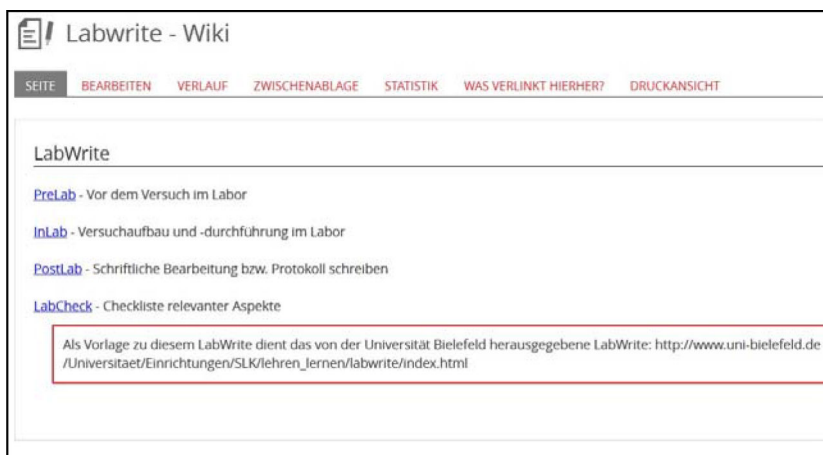 Labwrite - Wiki
SEITE BEARBEITEN VERLAUF ZWISCHENABLAGE STATISTIK WAS VERLINKT HIERHER? DRUCKANSICHT
LabWrite
PreLab - Vor dem Versuch im Labor
InLab - Versuchaufbau und -durchführung im Labor
PostLab - Schriftliche Bearbeitung bzw. Protokoll schreiben
LabCheck - Checkliste relevanter Aspekte
Als Vorlage zu diesem LabWrite dient das von der Universität Bielefeld herausgegebene LabWrite: http://www.uni-bielefeld.de
/Universitaet/Einrichtungen/SLK/lehren_lernen/labwrite/index.html